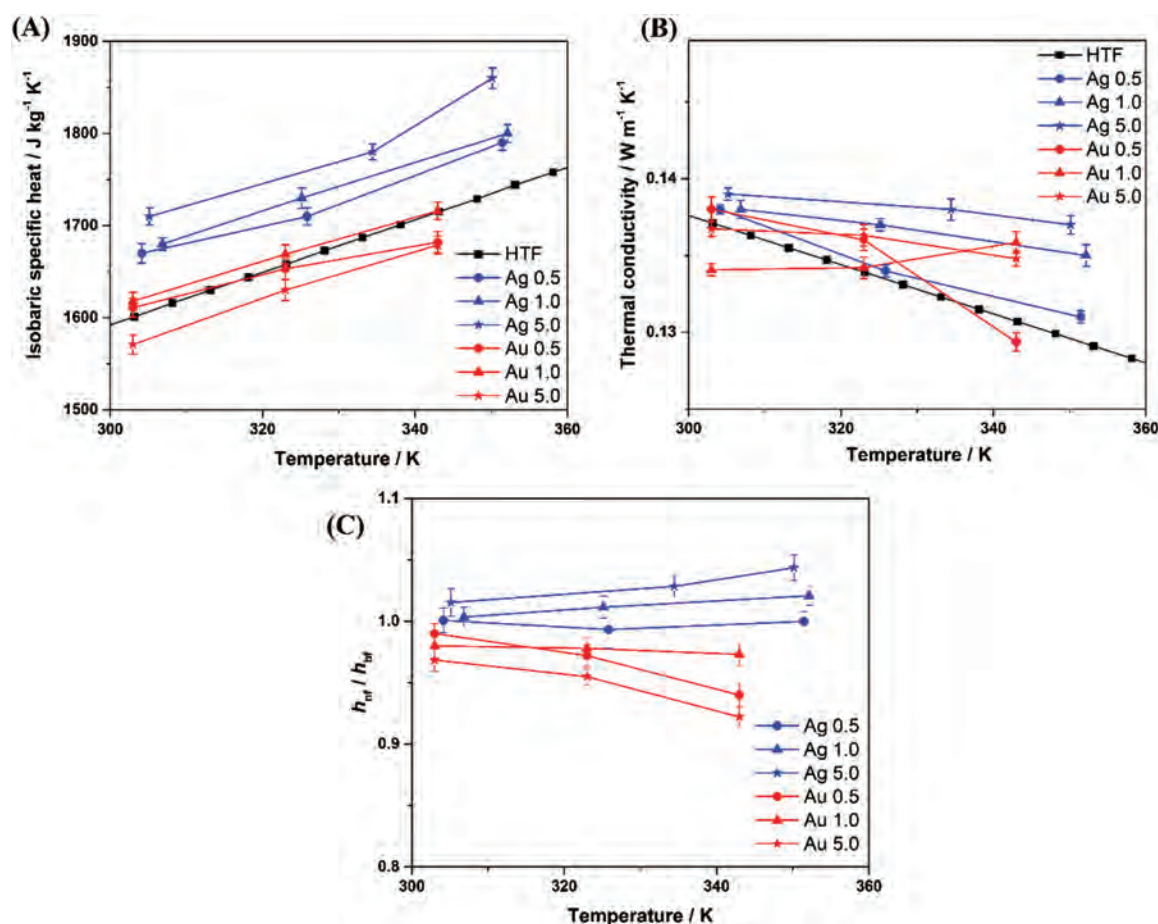 (A)
1900
1800
1700
1600
1500
Isobaric specific heat / J kg⁻¹ K⁻¹
HTF
Ag 0.5
Ag 1.0
Ag 5.0
Au 0.5
Au 1.0
Au 5.0
300 320 340 360
Temperature / K
(B)
0.14
0.13
Thermal conductivity / W m⁻¹ K⁻¹
HTF
Ag 0.5
Ag 1.0
Ag 5.0
Au 0.5
Au 1.0
Au 5.0
300 320 340 360
Temperature / K
(C)
1.1
1.0
0.9
0.8
h_nf / h_bf
Ag 0.5
Ag 1.0
Ag 5.0
Au 0.5
Au 1.0
Au 5.0
300 320 340 360
Temperature / K